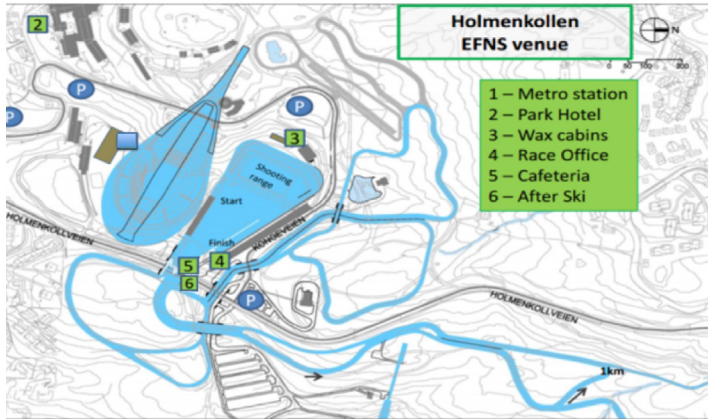 Holmenkollen
EFNS venue
N
0 50 100 200
1 – Metro station
2 – Park Hotel
3 – Wax cabins
4 – Race Office
5 – Cafeteria
6 – After Ski
2
P
P
P
3
Shooting
range
Start
HOLMENKOLLVEIEN
Finish
KONGEVEIEN
5
4
6
P
HOLMENKOLLVEIEN
1km